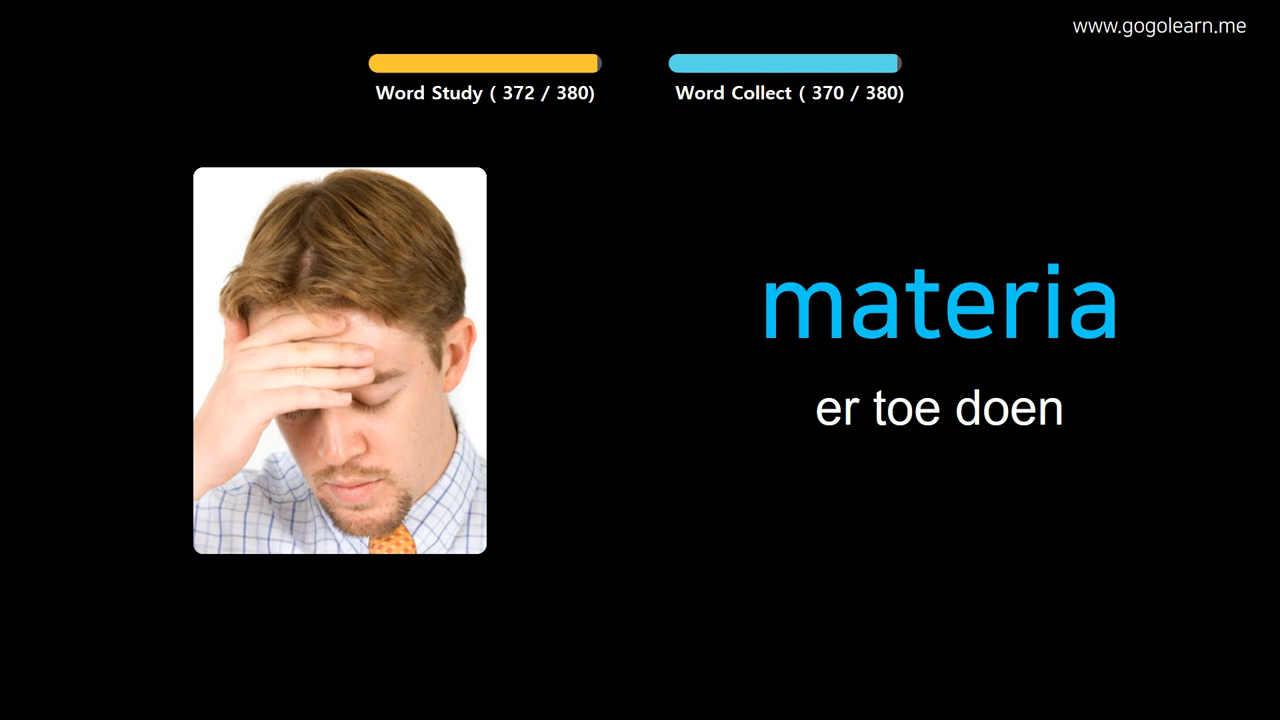 www.gogolearn.me
Word Study ( 372 / 380)
Word Collect ( 370 / 380)
materia
er toe doen